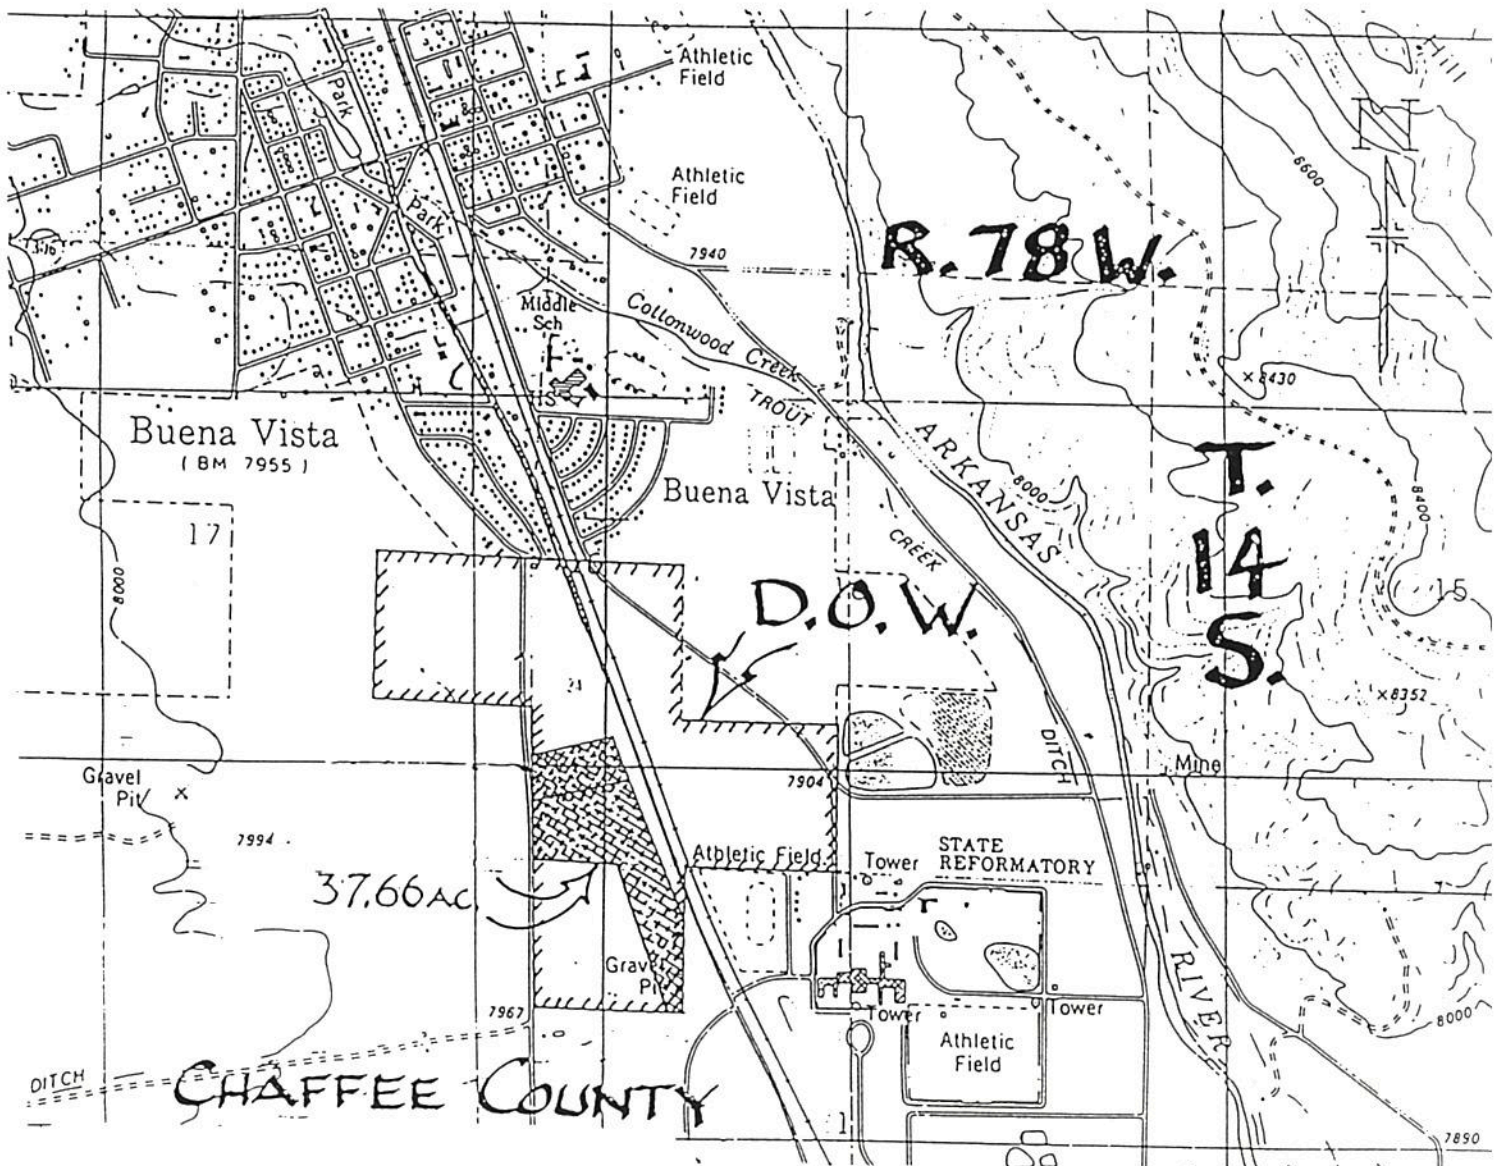 Park
Athletic
Field
N
6600
Athletic
Field
Park
7940
R. 78 W.
Middle
Sch
Cottonwood Creek
x 8430
TROUT
Buena Vista
( BM 7955 )
ARKANSAS
T.
14
S.
8000
8400
Buena Vista
17
CREEK
8000
15
D.O.W.
21
x 8352
DITCH
Mine
Gravel
Pit
x
7904
7994
Athletic Field
Tower
STATE
REFORMATORY
37.66 AC.
Gravel
Pit
RIVER
7967
Tower
Tower
8000
Athletic
Field
DITCH
CHAFFEE COUNTY
7890